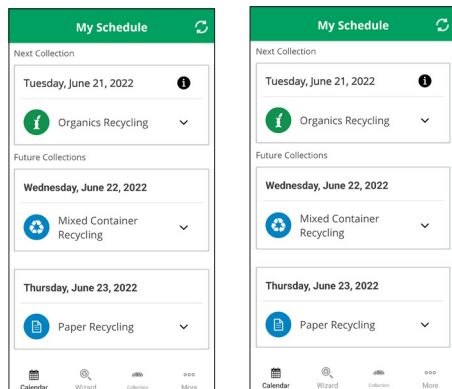 My Schedule
Next Collection
Tuesday, June 21, 2022
Organics Recycling
Future Collections
Wednesday, June 22, 2022
Mixed Container
Recycling
Thursday, June 23, 2022
Paper Recycling
Calendar Wizard Collection More
My Schedule
Next Collection
Tuesday, June 21, 2022
Organics Recycling
Future Collections
Wednesday, June 22, 2022
Mixed Container
Recycling
Thursday, June 23, 2022
Paper Recycling
Calendar Wizard Collection More